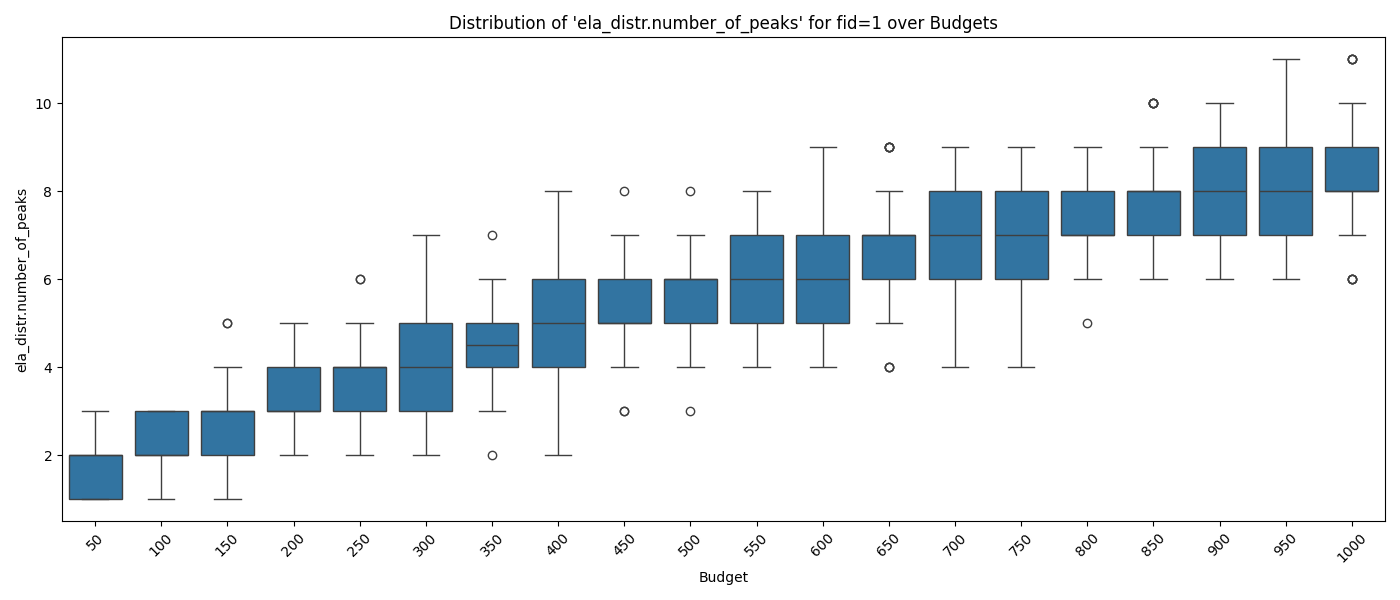 Distribution of 'ela_distr.number_of_peaks' for fid=1 over Budgets
ela_distr.number_of_peaks
10
8
6
4
2
50 100 150 200 250 300 350 400 450 500 550 600 650 700 750 800 850 900 950 1000
Budget